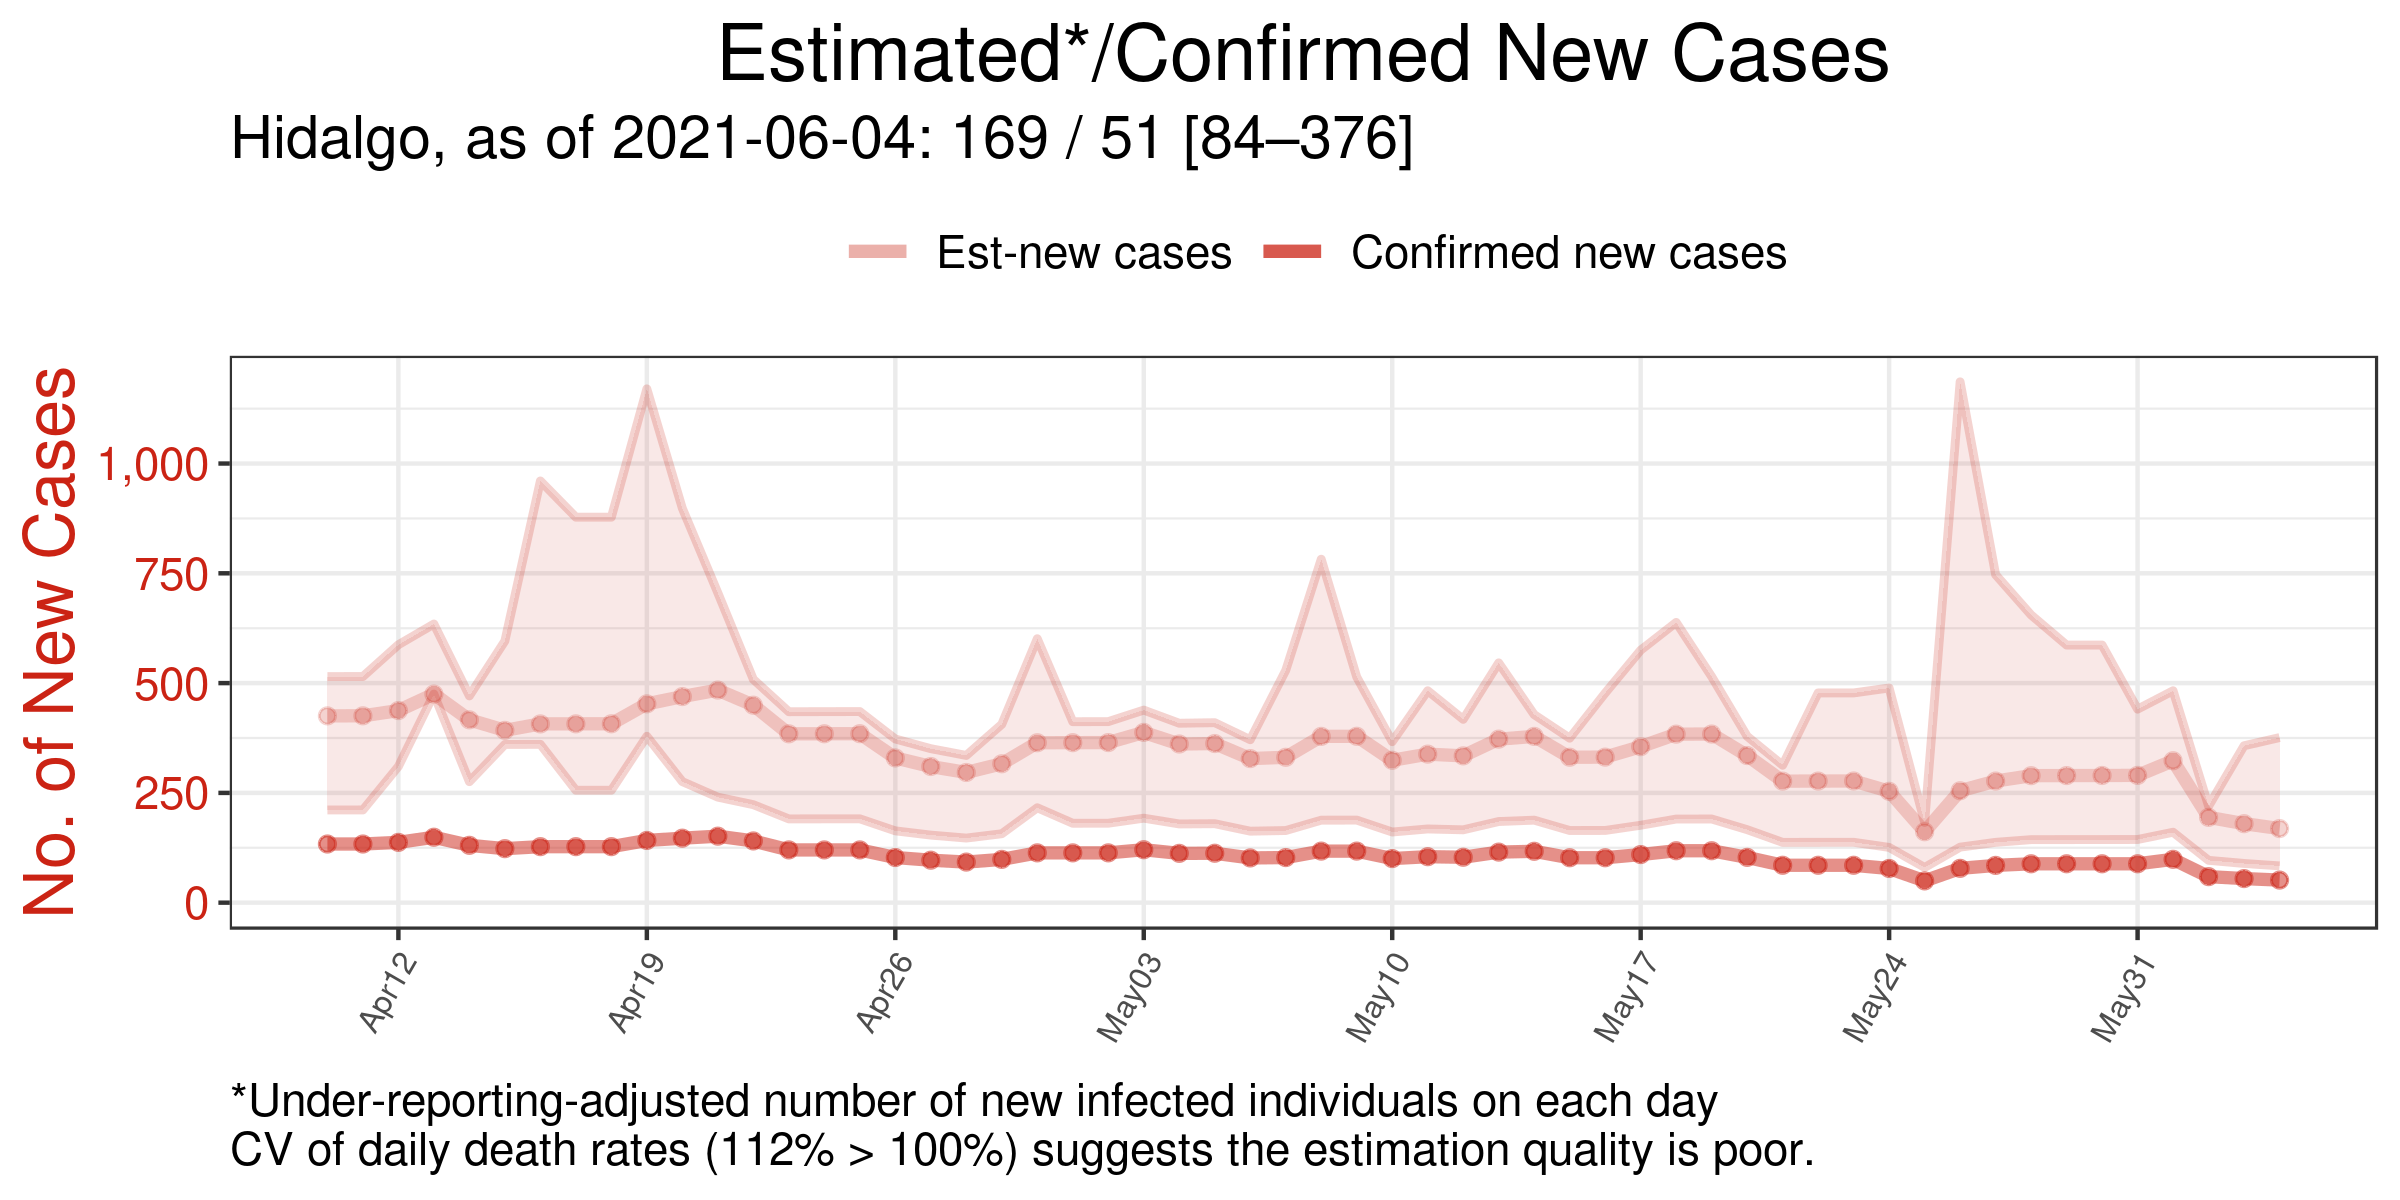 Estimated*/Confirmed New Cases
Hidalgo, as of 2021-06-04: 169 / 51 [84–376]
Est-new cases
Confirmed new cases
No. of New Cases
1,000
750
500
250
0
Apr12
Apr19
Apr26
May03
May10
May17
May24
May31
*Under-reporting-adjusted number of new infected individuals on each day
CV of daily death rates (112% > 100%) suggests the estimation quality is poor.